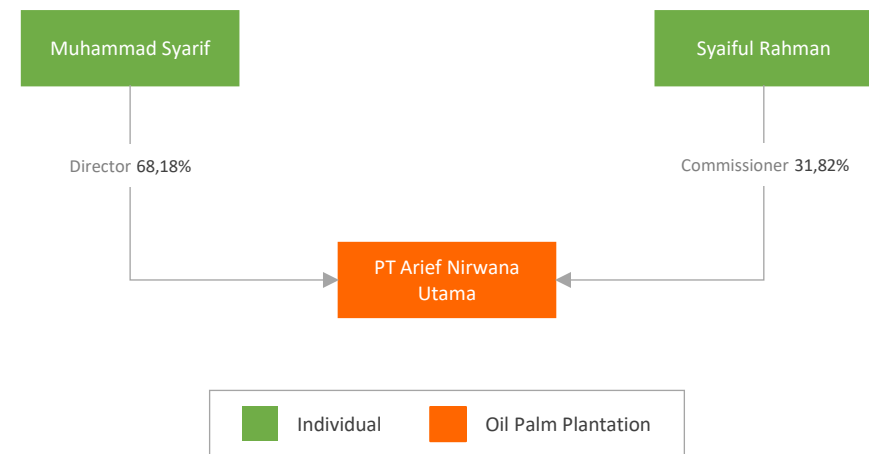 Muhammad Syarif
Syaiful Rahman
Director 68,18%
Commissioner 31,82%
PT Arief Nirwana
Utama
Individual
Oil Palm Plantation